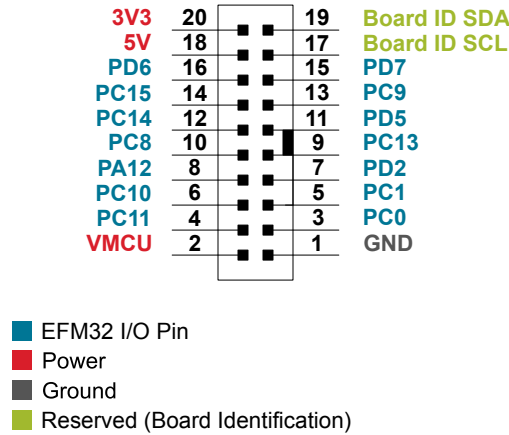 3V3 20 19 Board ID SDA
5V 18 17 Board ID SCL
PD6 16 15 PD7
PC15 14 13 PC9
PC14 12 11 PD5
PC8 10 9 PC13
PA12 8 7 PD2
PC10 6 5 PC1
PC11 4 3 PC0
VMCU 2 1 GND
EFM32 I/O Pin
Power
Ground
Reserved (Board Identification)